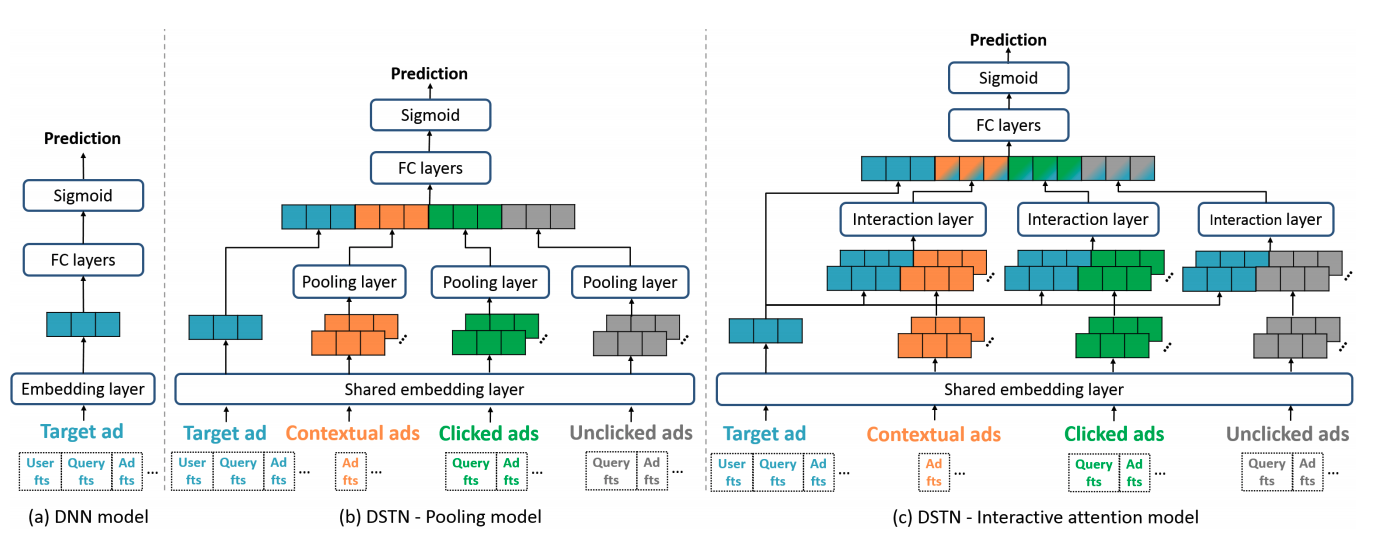 Prediction
Sigmoid
FC layers
Embedding layer
Target ad
User fts Query fts Ad fts ...
(a) DNN model
Prediction
Sigmoid
FC layers
Pooling layer Pooling layer Pooling layer
Shared embedding layer
Target ad Contextual ads Clicked ads Unclicked ads
User fts Query fts Ad fts ... Ad fts ... Query fts Ad fts ... Query fts Ad fts ...
(b) DSTN - Pooling model
Prediction
Sigmoid
FC layers
Interaction layer Interaction layer Interaction layer
Shared embedding layer
Target ad Contextual ads Clicked ads Unclicked ads
User fts Query fts Ad fts ... Ad fts ... Query fts Ad fts ... Query fts Ad fts ...
(c) DSTN - Interactive attention model